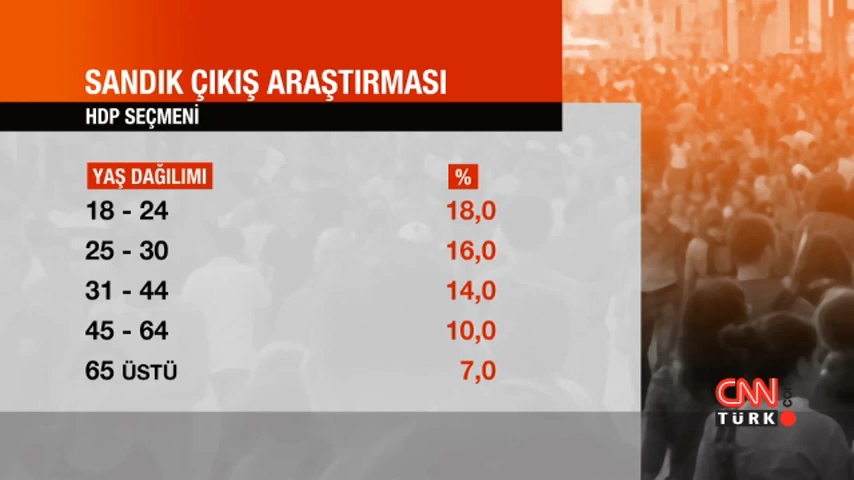 SANDIK ÇIKIŞ ARAŞTIRMASI
HDP SEÇMENİ
YAŞ DAĞILIMI %
18 - 24 18,0
25 - 30 16,0
31 - 44 14,0
45 - 64 10,0
65 ÜSTÜ 7,0
CNN
TÜRK